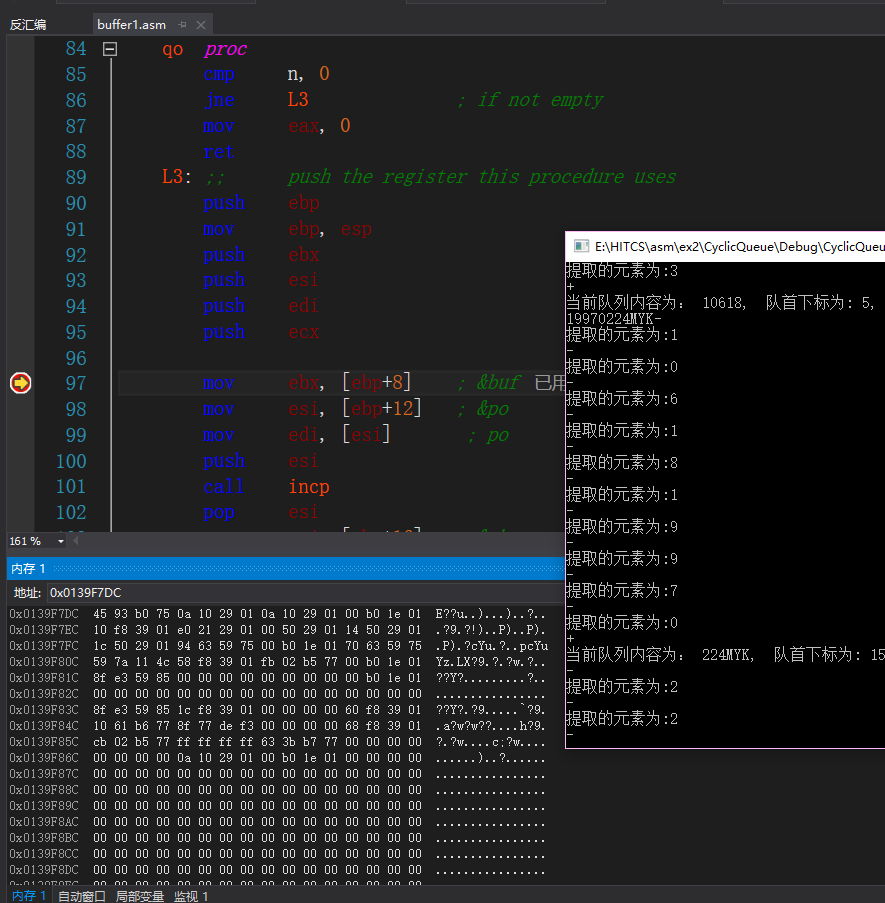 反汇编
buffer1.asm
84 qo proc
85 cmp n, 0
86 jne L3 ; if not empty
87 mov eax, 0
88 ret
89 L3: ;; push the register this procedure uses
90 push ebp
91 mov ebp, esp
92 push ebx
93 push esi
94 push edi
95 push ecx
96
97 mov ebx, [ebp+8] ; &buf 已用
98 mov esi, [ebp+12] ; &po
99 mov edi, [esi] ; po
100 push esi
101 call incp
102 pop esi
161 %
E:\HITCS\asm\ex2\CyclicQueue\Debug\CyclicQueu
提取的元素为:3
+
当前队列内容为: 10618, 队首下标为: 5,
19970224MYK-
提取的元素为:1
-
提取的元素为:0
-
提取的元素为:6
-
提取的元素为:1
-
提取的元素为:8
-
提取的元素为:1
-
提取的元素为:9
-
提取的元素为:9
-
提取的元素为:7
-
提取的元素为:0
+
当前队列内容为: 224MYK, 队首下标为: 15
-
提取的元素为:2
-
提取的元素为:2
-
内存 1
地址: 0x0139F7DC
0x0139F7DC 45 93 b0 75 0a 10 29 01 0a 10 29 01 00 b0 1e 01 E??u..)...)..?..
0x0139F7EC 10 f8 39 01 e0 21 29 01 00 50 29 01 14 50 29 01 .?9.?!)..P)..P).
0x0139F7FC 1c 50 29 01 94 63 59 75 00 b0 1e 01 70 63 59 75 .P).?cYu.?..pcYu
0x0139F80C 59 7a 11 4c 58 f8 39 01 fb 02 b5 77 00 b0 1e 01 Yz.LX?9.?.?w.?..
0x0139F81C 8f e3 59 85 00 00 00 00 00 00 00 00 00 b0 1e 01 ??Y?.........?..
0x0139F82C 00 00 00 00 00 00 00 00 00 00 00 00 00 00 00 00 ................
0x0139F83C 8f e3 59 85 1c f8 39 01 00 00 00 00 60 f8 39 01 ??Y?.?9.....`?9.
0x0139F84C 10 61 b6 77 8f 77 de f3 00 00 00 00 68 f8 39 01 .a?w?w??....h?9.
0x0139F85C cb 02 b5 77 ff ff ff ff 63 3b b7 77 00 00 00 00 ?.?w....c;?w....
0x0139F86C 00 00 00 00 0a 10 29 01 00 b0 1e 01 00 00 00 00 ......)..?......
0x0139F87C 00 00 00 00 00 00 00 00 00 00 00 00 00 00 00 00 ................
0x0139F88C 00 00 00 00 00 00 00 00 00 00 00 00 00 00 00 00 ................
0x0139F89C 00 00 00 00 00 00 00 00 00 00 00 00 00 00 00 00 ................
0x0139F8AC 00 00 00 00 00 00 00 00 00 00 00 00 00 00 00 00 ................
0x0139F8BC 00 00 00 00 00 00 00 00 00 00 00 00 00 00 00 00 ................
0x0139F8CC 00 00 00 00 00 00 00 00 00 00 00 00 00 00 00 00 ................
0x0139F8DC 00 00 00 00 00 00 00 00 00 00 00 00 00 00 00 00 ................
内存 1 自动窗口 局部变量 监视 1